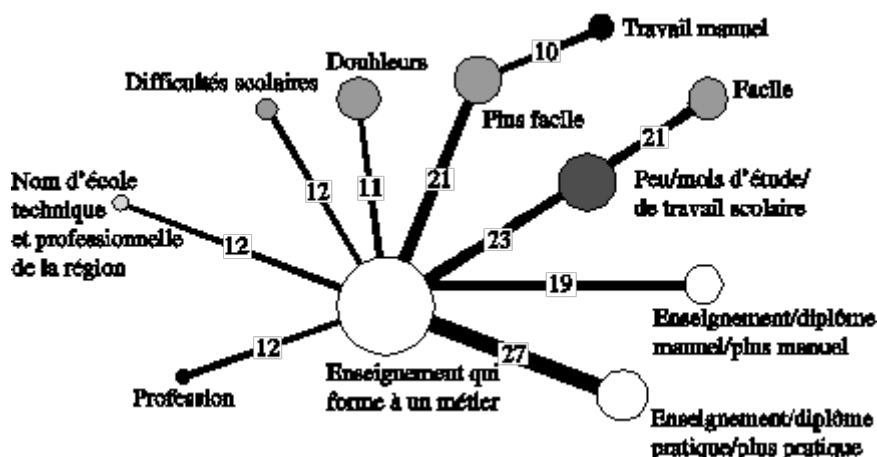 Travail manuel
10
Doubleurs
Difficultés scolaires
Facile
Plus facile
21
Nom d'école
technique
et professionnelle
de la région
12
11
21
Peu/mois d'étude/
de travail scolaire
12
23
19
12
Enseignement/diplôme
manuel/plus manuel
27
Profession
Enseignement qui
forme à un métier
Enseignement/diplôme
pratique/plus pratique